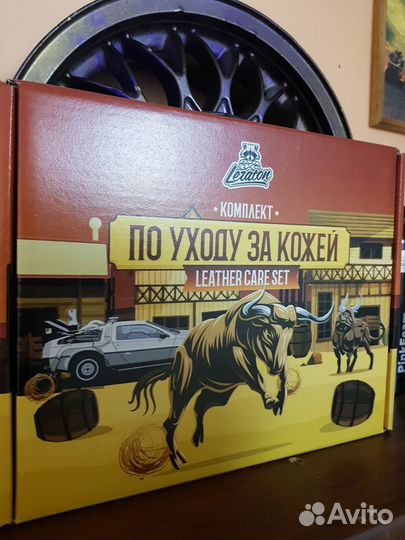 Leraton
КОМПЛЕКТ
ПО УХОДУ ЗА КОЖЕЙ
LEATHER CARE SET
Avito